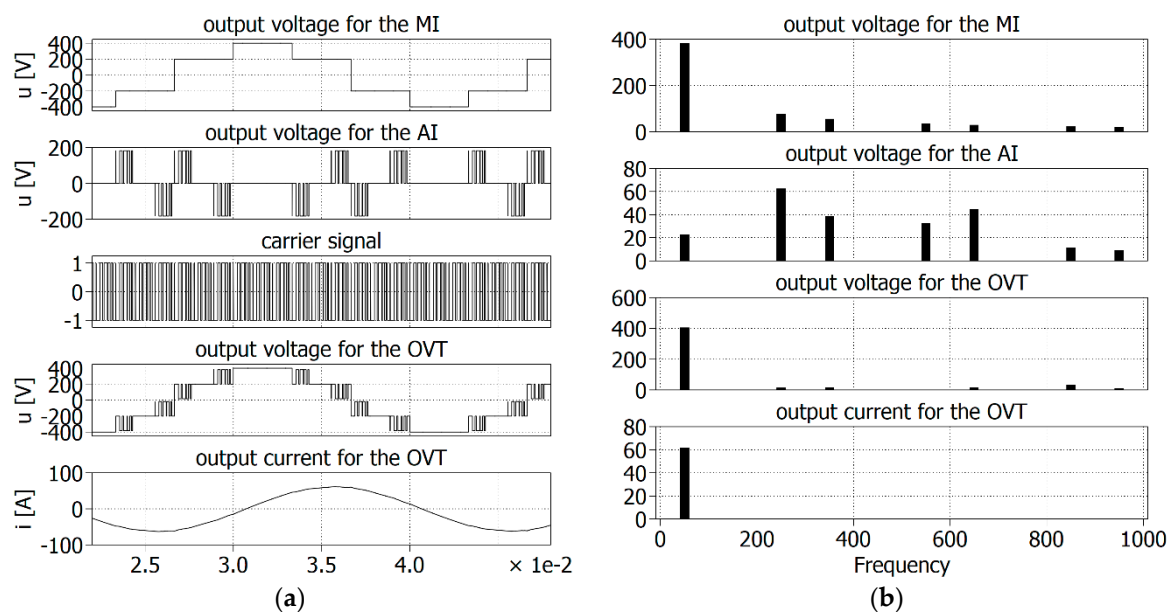 output voltage for the MI
u [V]
400
200
0
-200
-400
output voltage for the AI
u [V]
200
0
-200
carrier signal
1
0
-1
output voltage for the OVT
u [V]
400
200
0
-200
-400
output current for the OVT
i [A]
100
0
-100
2.5 3.0 3.5 4.0 × 1e-2
(a)
output voltage for the MI
400
200
0
output voltage for the AI
80
60
40
20
0
output voltage for the OVT
600
400
200
0
output current for the OVT
80
60
40
20
0
0 200 400 600 800 1000
Frequency
(b)